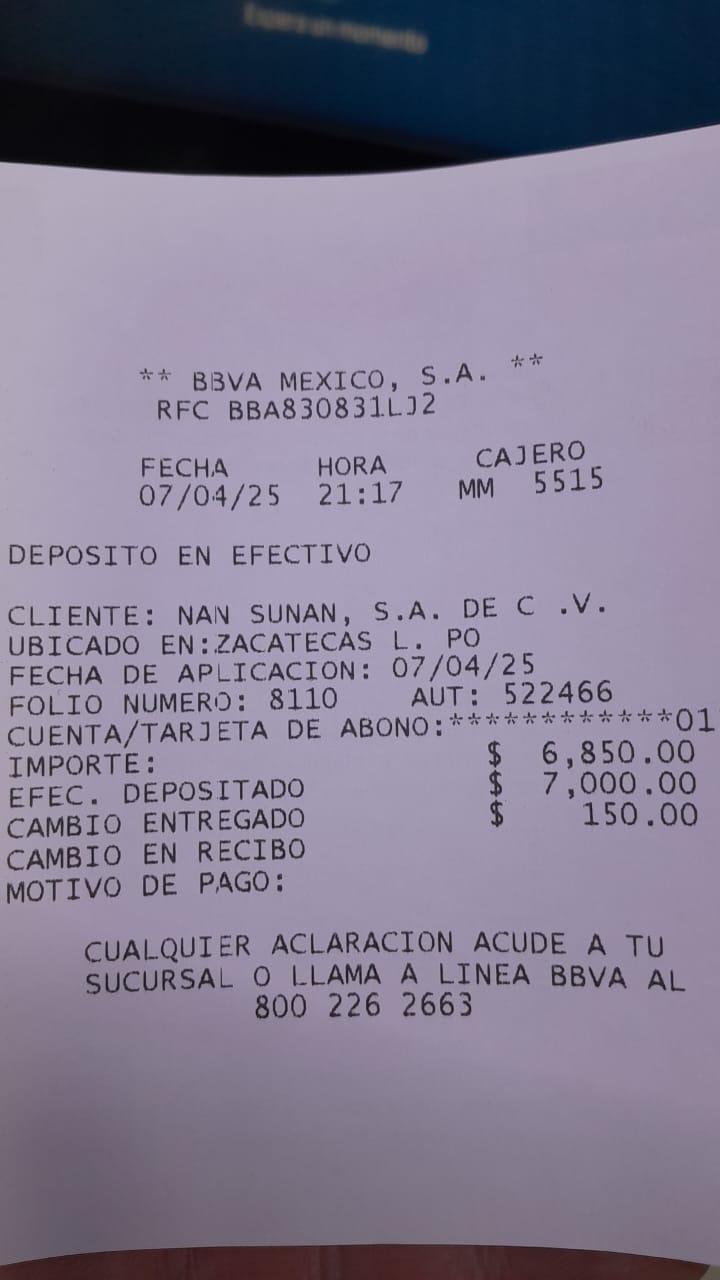 Espera un momento
** BBVA MEXICO, S.A. **
RFC BBA830831LJ2
FECHA HORA CAJERO
07/04/25 21:17 MM 5515
DEPOSITO EN EFECTIVO
CLIENTE: NAN SUNAN, S.A. DE C .V.
UBICADO EN:ZACATECAS L. PO
FECHA DE APLICACION: 07/04/25
FOLIO NUMERO: 8110 AUT: 522466
CUENTA/TARJETA DE ABONO:************01
IMPORTE: $ 6,850.00
EFEC. DEPOSITADO $ 7,000.00
CAMBIO ENTREGADO $ 150.00
CAMBIO EN RECIBO
MOTIVO DE PAGO:
CUALQUIER ACLARACION ACUDE A TU
SUCURSAL O LLAMA A LINEA BBVA AL
800 226 2663